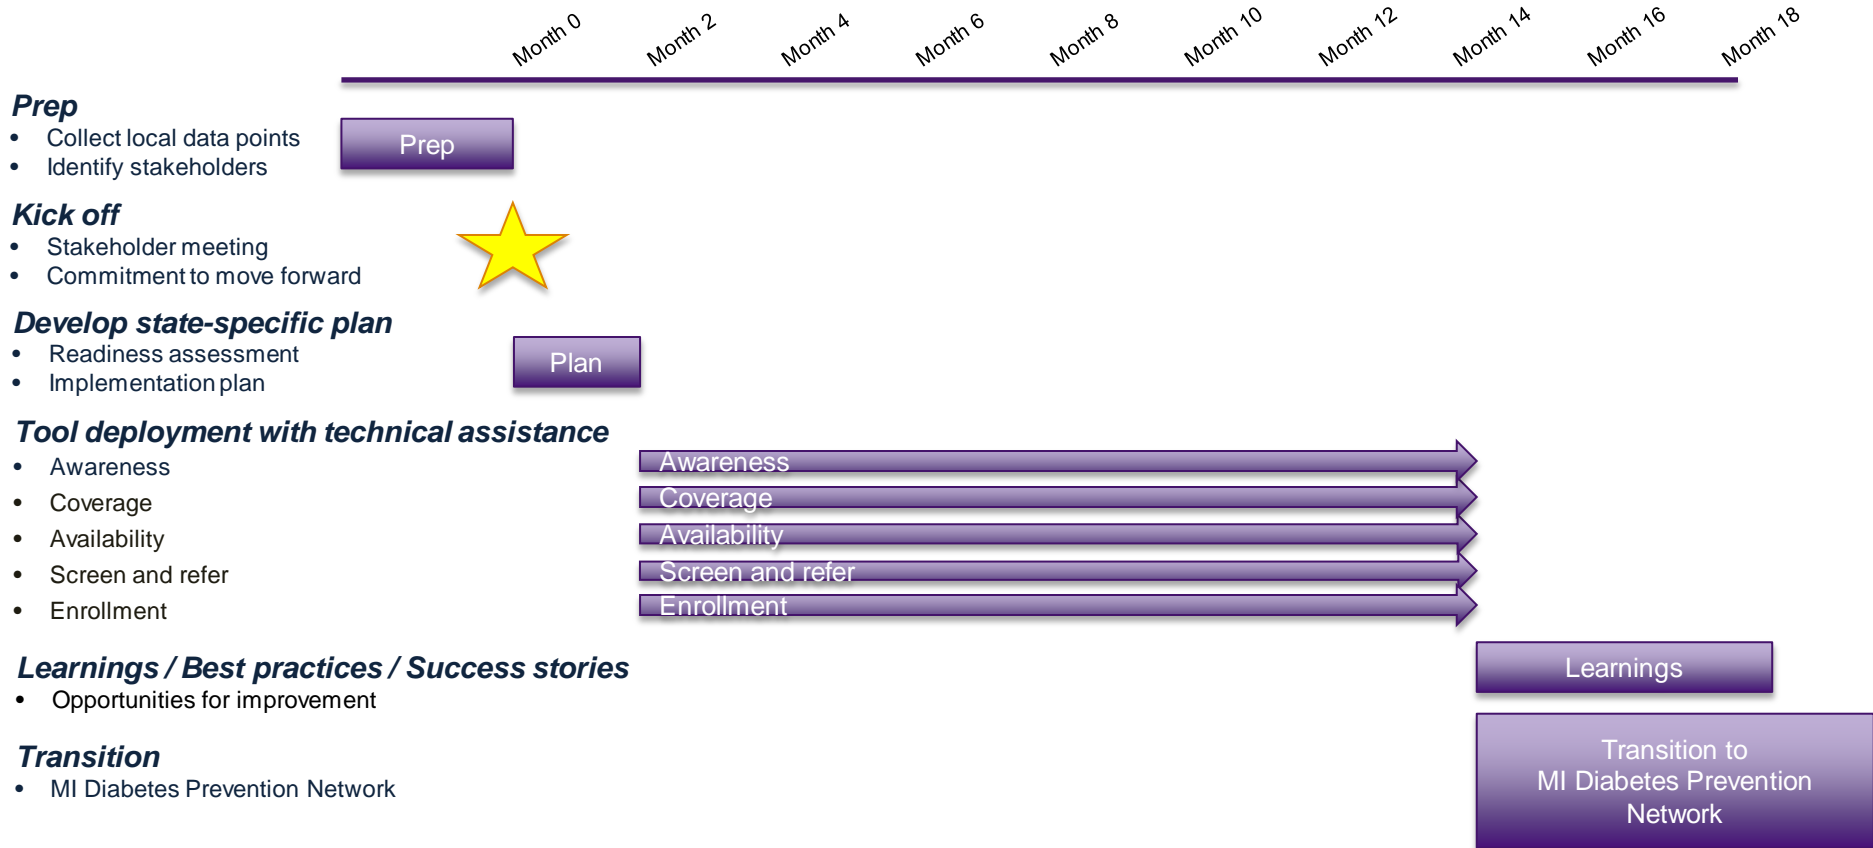 Month 0 Month 2 Month 4 Month 6 Month 8 Month 10 Month 12 Month 14 Month 16 Month 18
Prep
• Collect local data points
• Identify stakeholders
Prep
Kick off
• Stakeholder meeting
• Commitment to move forward
Develop state-specific plan
• Readiness assessment
• Implementation plan
Plan
Tool deployment with technical assistance
• Awareness
• Coverage
• Availability
• Screen and refer
• Enrollment
Awareness
Coverage
Availability
Screen and refer
Enrollment
Learnings / Best practices / Success stories
• Opportunities for improvement
Learnings
Transition
• MI Diabetes Prevention Network
Transition to
MI Diabetes Prevention
Network